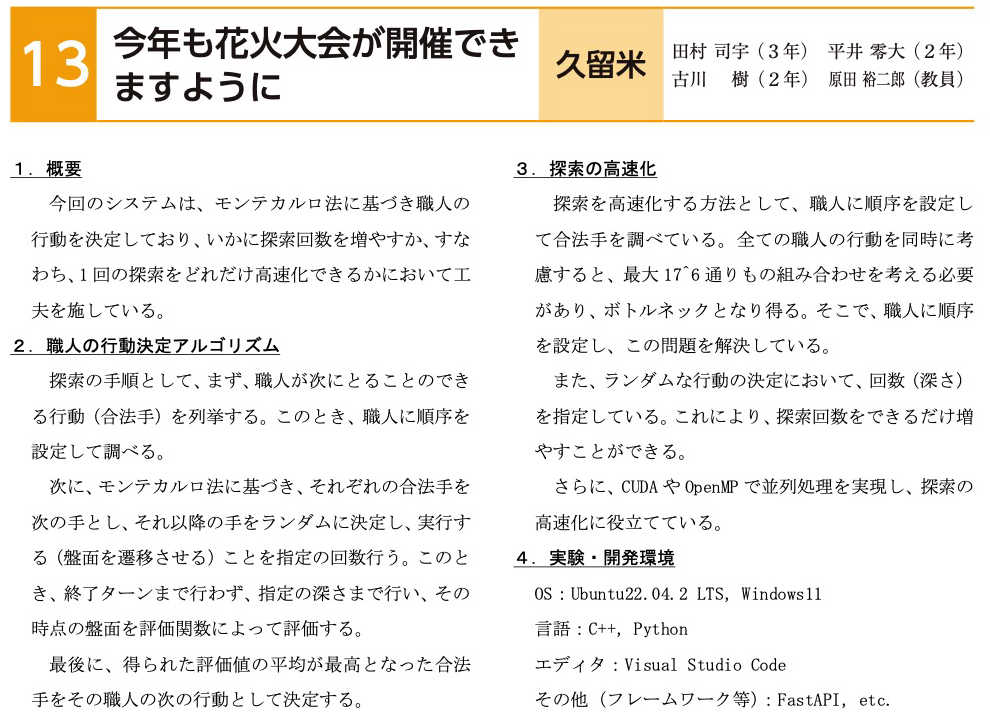 13
今年も花火大会が開催でき
ますように
久留米
田村 司宇（３年） 平井 零大（２年）
古川 樹（２年） 原田 裕二郎（教員）
１．概要
今回のシステムは、モンテカルロ法に基づき職人の
行動を決定しており、いかに探索回数を増やすか、すな
わち、1 回の探索をどれだけ高速化できるかにおいて工
夫を施している。
２．職人の行動決定アルゴリズム
探索の手順として、まず、職人が次にとることのでき
る行動（合法手）を列挙する。このとき、職人に順序を
設定して調べる。
次に、モンテカルロ法に基づき、それぞれの合法手を
次の手とし、それ以降の手をランダムに決定し、実行す
る（盤面を遷移させる）ことを指定の回数行う。このと
き、終了ターンまで行わず、指定の深さまで行い、その
時点の盤面を評価関数によって評価する。
最後に、得られた評価値の平均が最高となった合法
手をその職人の次の行動として決定する。
３．探索の高速化
探索を高速化する方法として、職人に順序を設定し
て合法手を調べている。全ての職人の行動を同時に考
慮すると、最大 17^6 通りもの組み合わせを考える必要
があり、ボトルネックとなり得る。そこで、職人に順序
を設定し、この問題を解決している。
また、ランダムな行動の決定において、回数（深さ）
を指定している。これにより、探索回数をできるだけ増
やすことができる。
さらに、CUDA や OpenMP で並列処理を実現し、探索の
高速化に役立てている。
４．実験・開発環境
OS：Ubuntu22.04.2 LTS, Windows11
言語：C++, Python
エディタ：Visual Studio Code
その他（フレームワーク等）：FastAPI, etc.